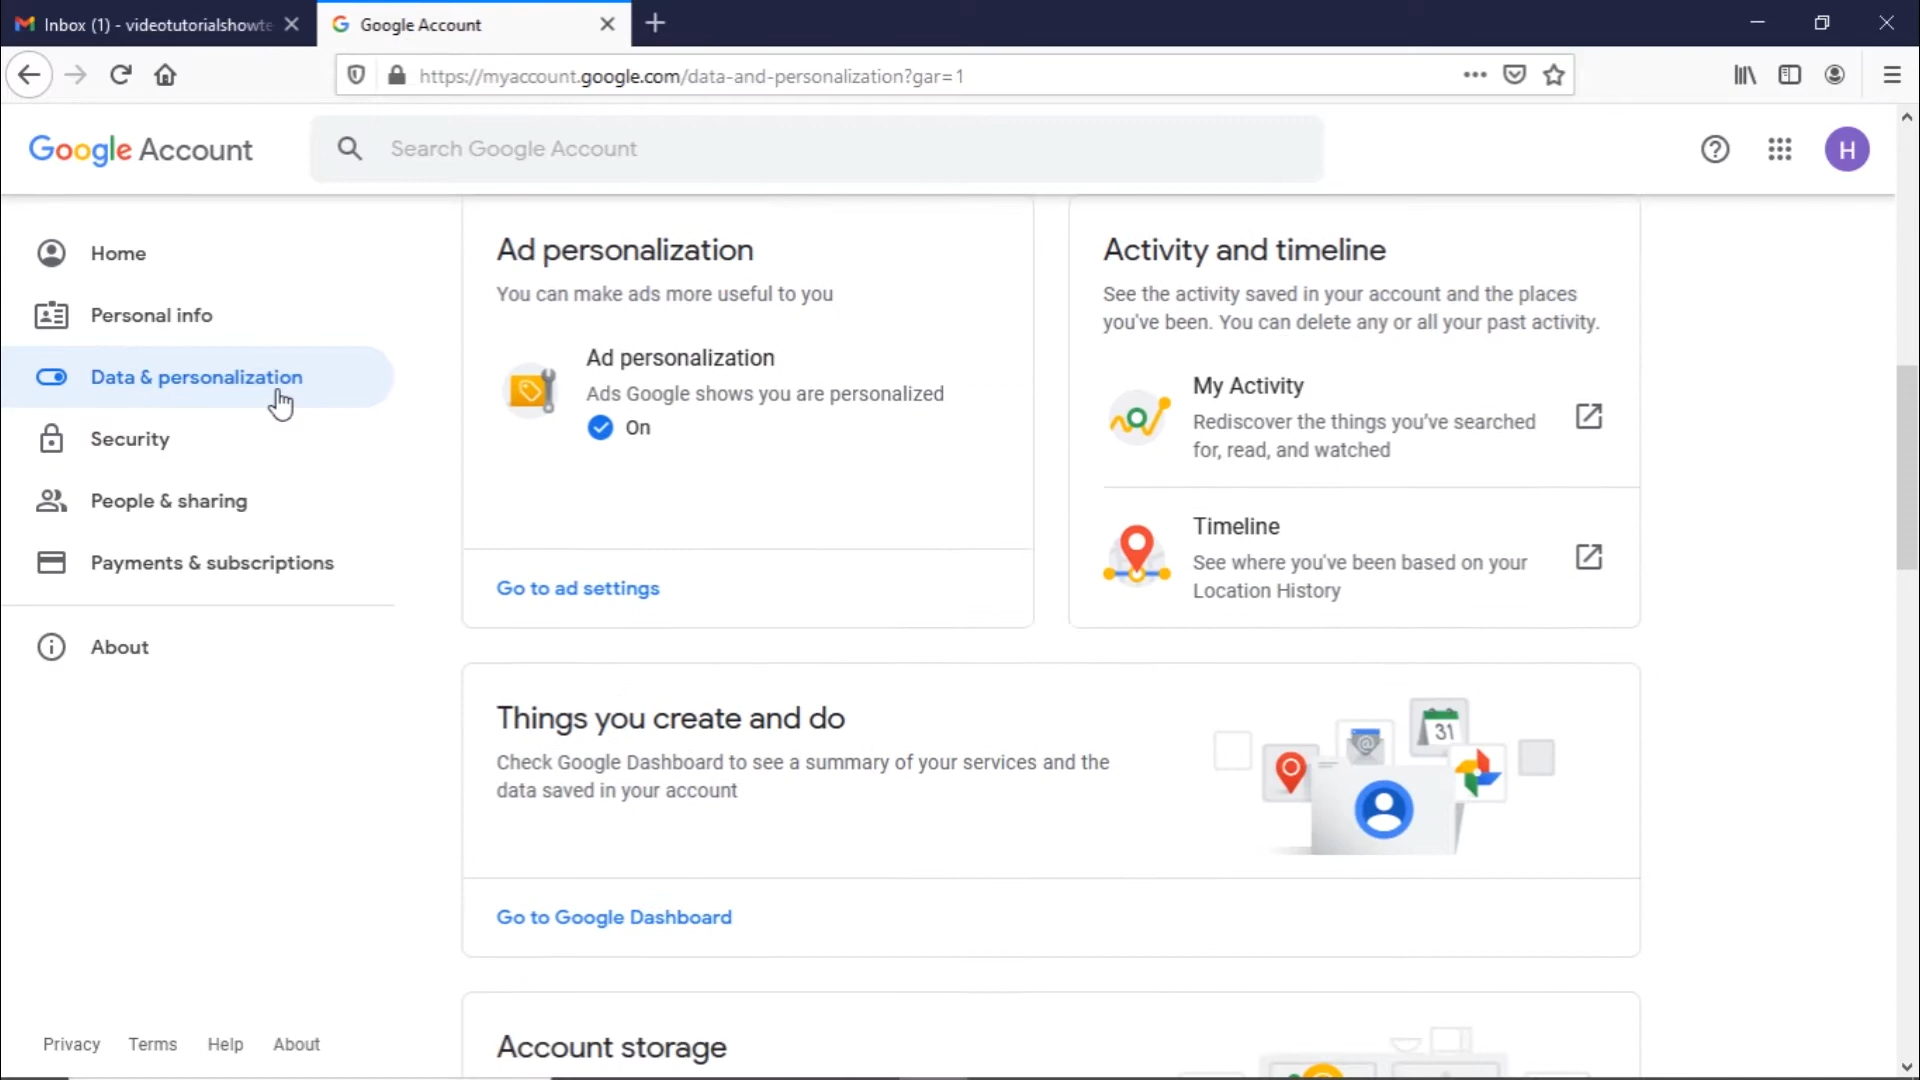 Inbox (1) - videotutorialshowte
Google Account
https://myaccount.google.com/data-and-personalization?gar=1
Google Account
Search Google Account
H
Home
Personal info
Data & personalization
Security
People & sharing
Payments & subscriptions
About
Privacy
Terms
Help
About
Ad personalization
You can make ads more useful to you
Ad personalization
Ads Google shows you are personalized
On
Go to ad settings
Activity and timeline
See the activity saved in your account and the places
you've been. You can delete any or all your past activity.
My Activity
Rediscover the things you've searched
for, read, and watched
Timeline
See where you've been based on your
Location History
Things you create and do
Check Google Dashboard to see a summary of your services and the
data saved in your account
31
@
Go to Google Dashboard
Account storage